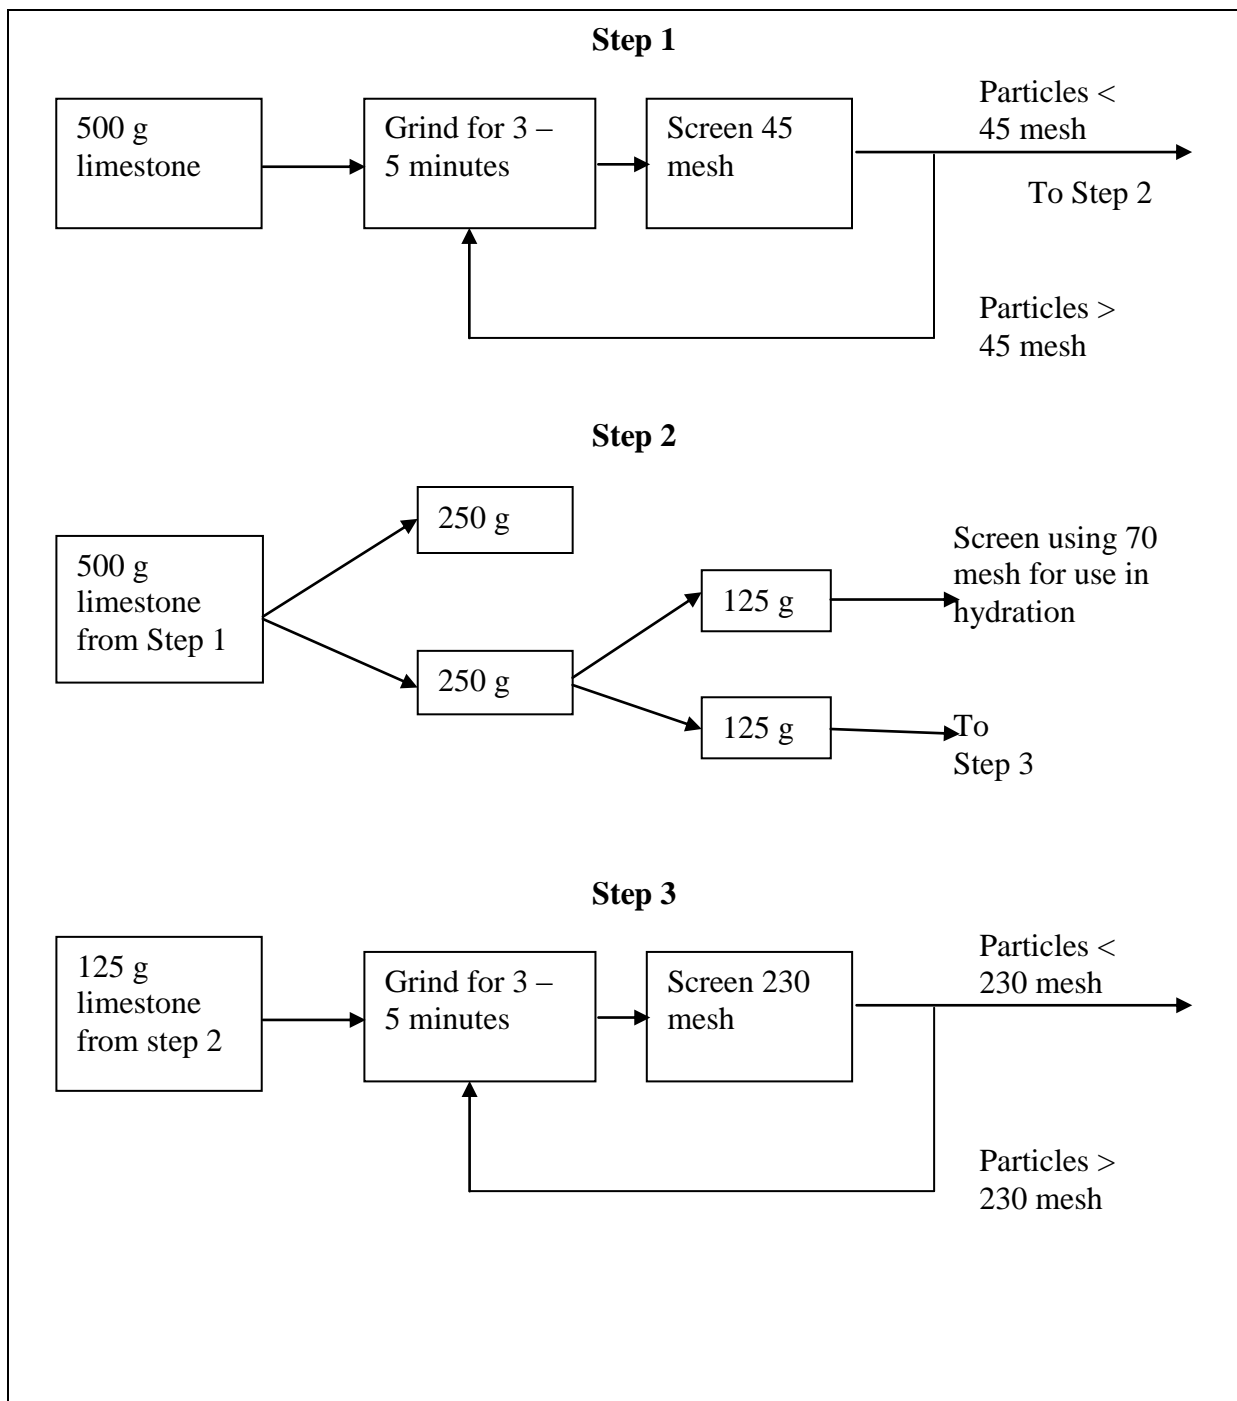 Step 1
500 g
limestone
Grind for 3 –
5 minutes
Screen 45
mesh
Particles <
45 mesh
To Step 2
Particles >
45 mesh
Step 2
500 g
limestone
from Step 1
250 g
250 g
125 g
125 g
Screen using 70
mesh for use in
hydration
To
Step 3
Step 3
125 g
limestone
from step 2
Grind for 3 –
5 minutes
Screen 230
mesh
Particles <
230 mesh
Particles >
230 mesh